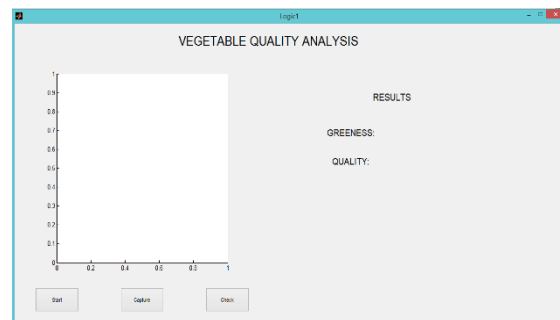 Logic1
VEGETABLE QUALITY ANALYSIS
RESULTS
GREENESS:
QUALITY:
1
0.9
0.8
0.7
0.6
0.5
0.4
0.3
0.2
0.1
0
0 0.2 0.4 0.6 0.8 1
Start Capture Check